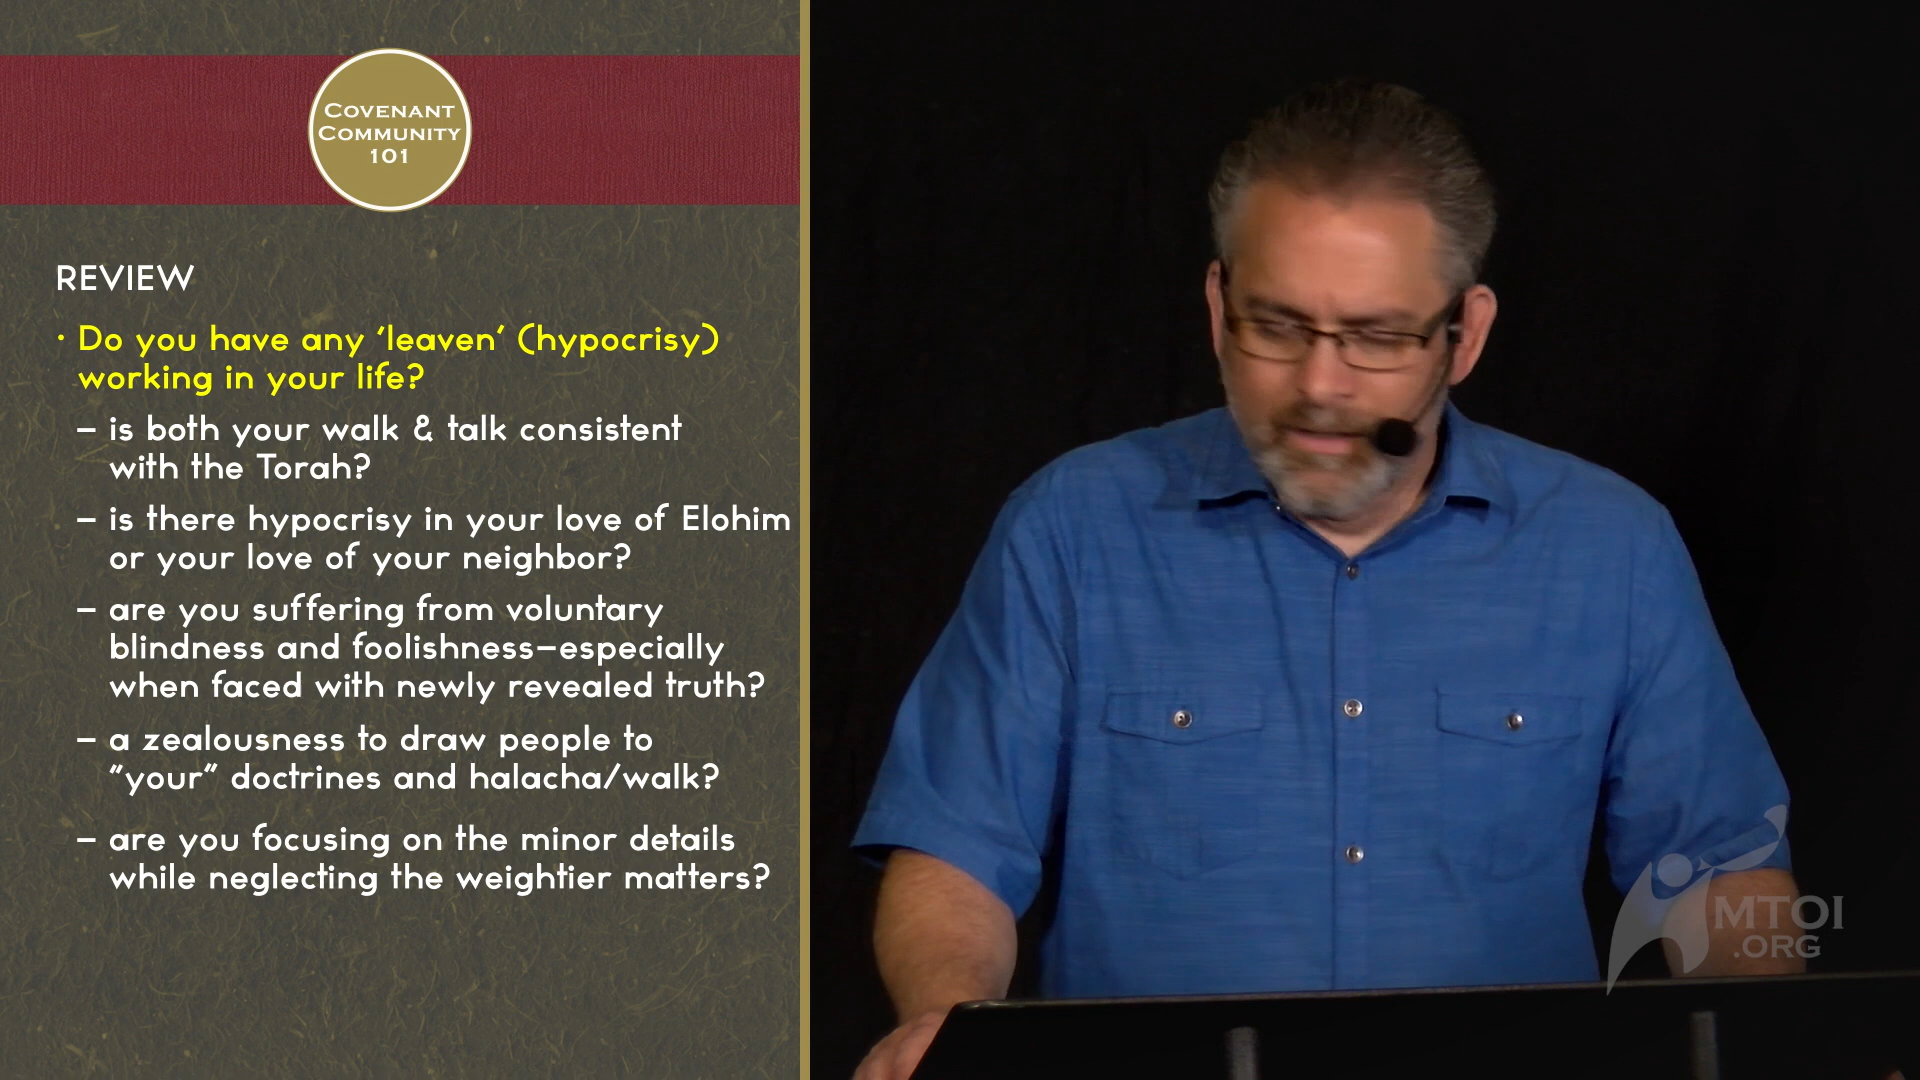 COVENANT
COMMUNITY
101
REVIEW
• Do you have any ‘leaven’ (hypocrisy)
working in your life?
– is both your walk & talk consistent
with the Torah?
– is there hypocrisy in your love of Elohim
or your love of your neighbor?
– are you suffering from voluntary
blindness and foolishness–especially
when faced with newly revealed truth?
– a zealousness to draw people to
“your” doctrines and halacha/walk?
– are you focusing on the minor details
while neglecting the weightier matters?
MTOI
.ORG